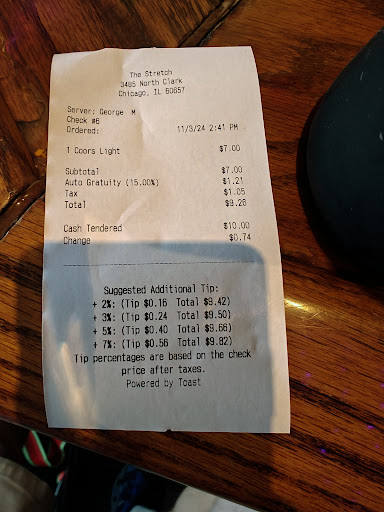 The Stretch
3485 North Clark
Chicago, IL 60657
Server: George M
Check #6
Ordered: 11/3/24 2:41 PM
1 Coors Light $7.00
Subtotal $7.00
Auto Gratuity (15.00%) $1.21
Tax $1.05
Total $9.26
Cash Tendered $10.00
Change $0.74
Suggested Additional Tip:
+ 2%: (Tip $0.16 Total $9.42)
+ 3%: (Tip $0.24 Total $9.50)
+ 5%: (Tip $0.40 Total $9.66)
+ 7%: (Tip $0.56 Total $9.82)
Tip percentages are based on the check
price after taxes.
Powered by Toast